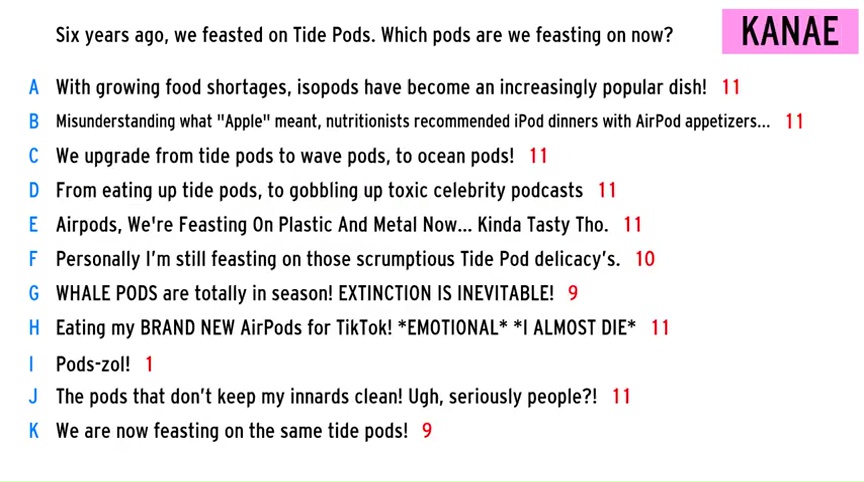 Six years ago, we feasted on Tide Pods. Which pods are we feasting on now?
KANAE
A With growing food shortages, isopods have become an increasingly popular dish! 11
B Misunderstanding what "Apple" meant, nutritionists recommended iPod dinners with AirPod appetizers... 11
C We upgrade from tide pods to wave pods, to ocean pods! 11
D From eating up tide pods, to gobbling up toxic celebrity podcasts 11
E Airpods, We're Feasting On Plastic And Metal Now... Kinda Tasty Tho. 11
F Personally I'm still feasting on those scrumptious Tide Pod delicacy's. 10
G WHALE PODS are totally in season! EXTINCTION IS INEVITABLE! 9
H Eating my BRAND NEW AirPods for TikTok! *EMOTIONAL* *I ALMOST DIE* 11
I Pods-zol! 1
J The pods that don't keep my innards clean! Ugh, seriously people?! 11
K We are now feasting on the same tide pods! 9